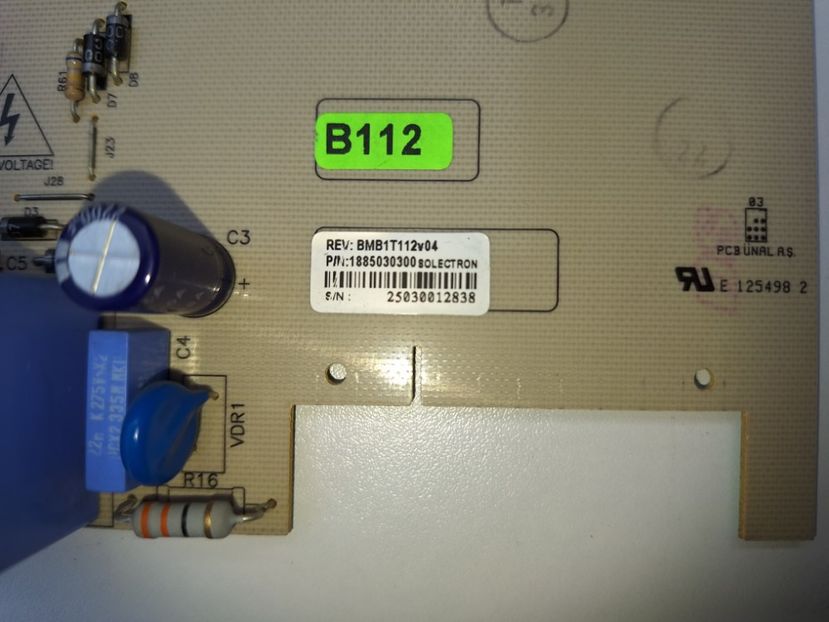 R61
D7
D8
VOLTAGE!
J23
J28
D3
C5
C3
+
B112
REV: BMB1T112v04
P/N:1885030300 SOLECTRON
S/N : 25030012838
03
PCB UNAL A.Ş.
E 125498 2
C4
VDR1
R16